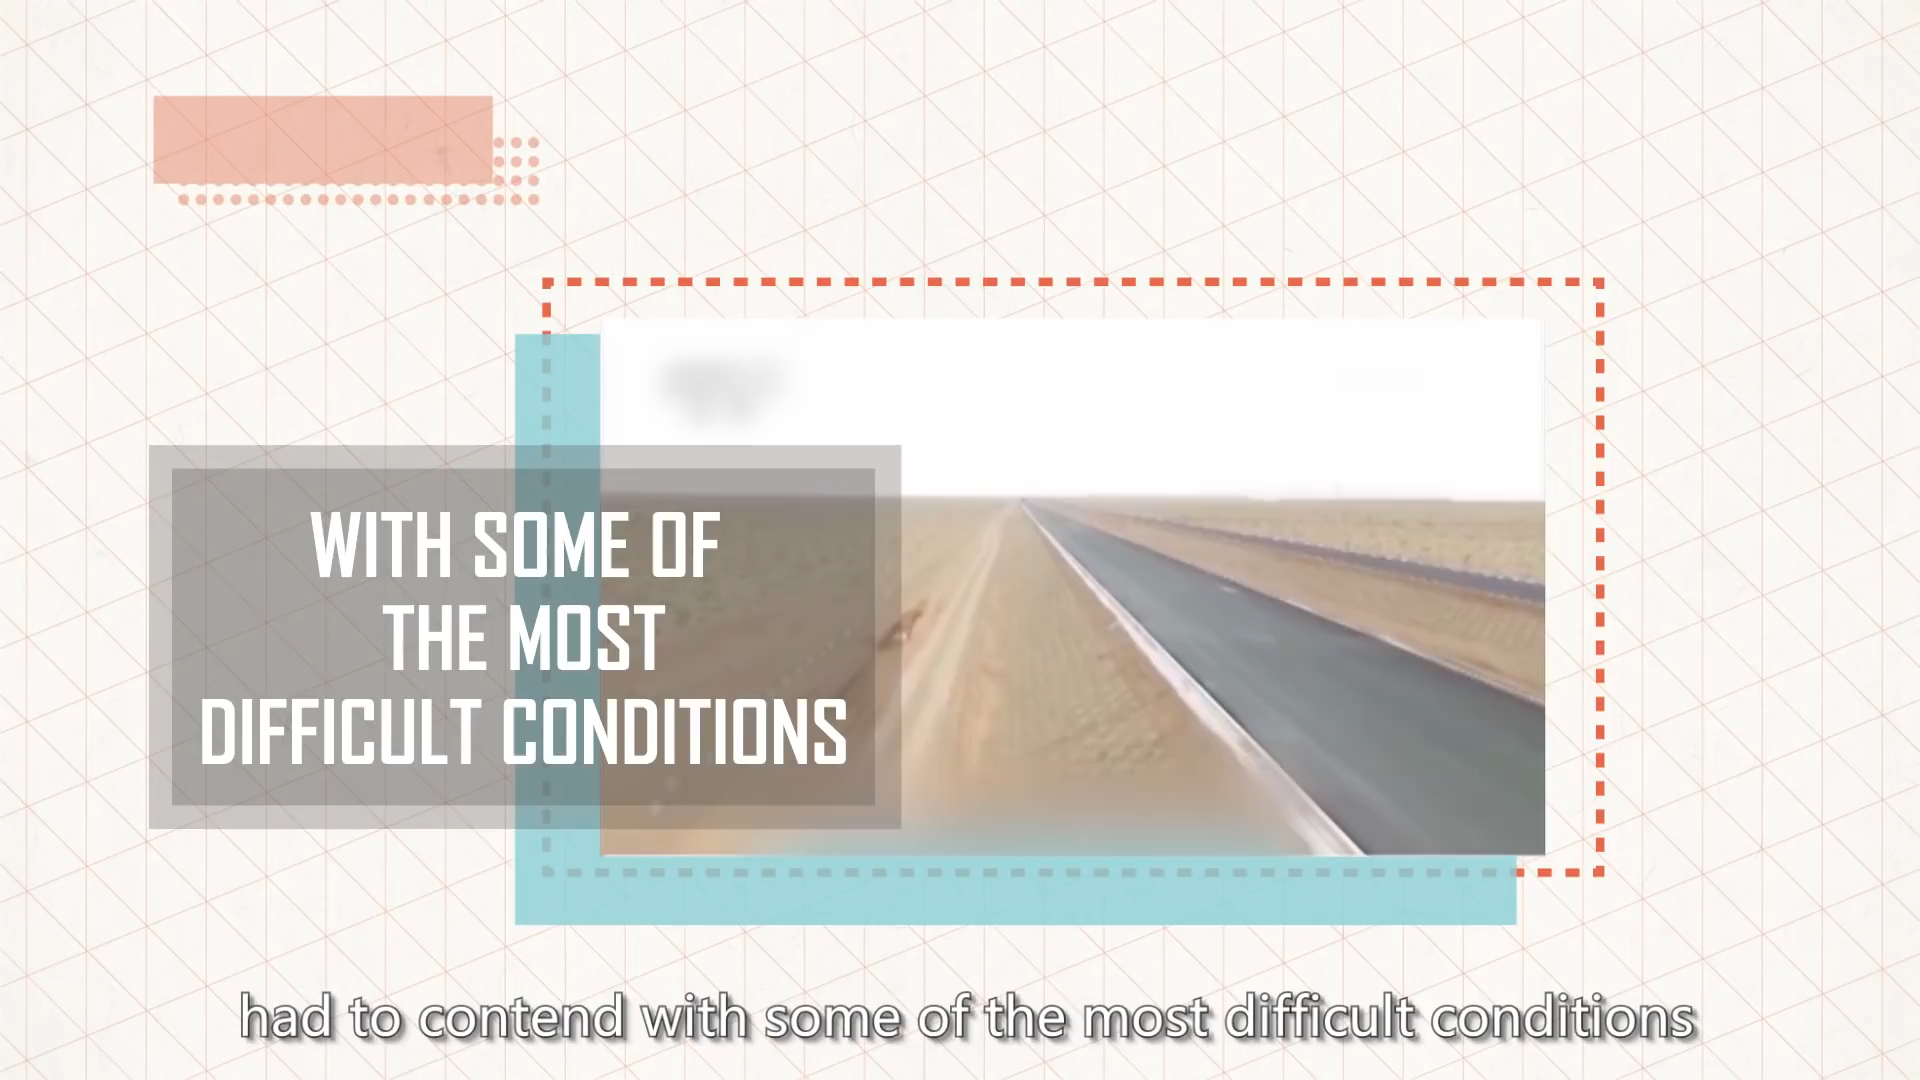 WITH SOME OF
THE MOST
DIFFICULT CONDITIONS
had to contend with some of the most difficult conditions